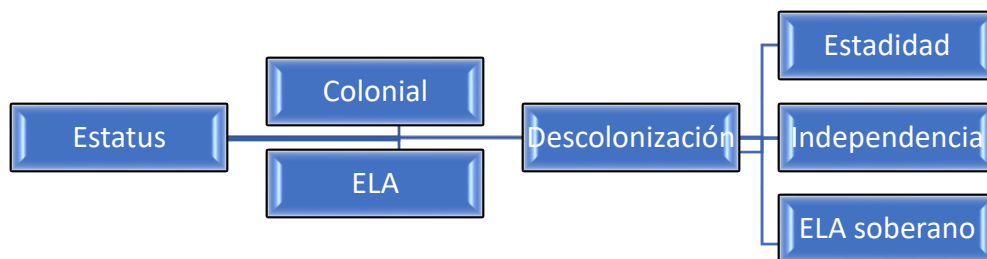 Estatus
Colonial
ELA
Descolonización
Estadidad
Independencia
ELA soberano